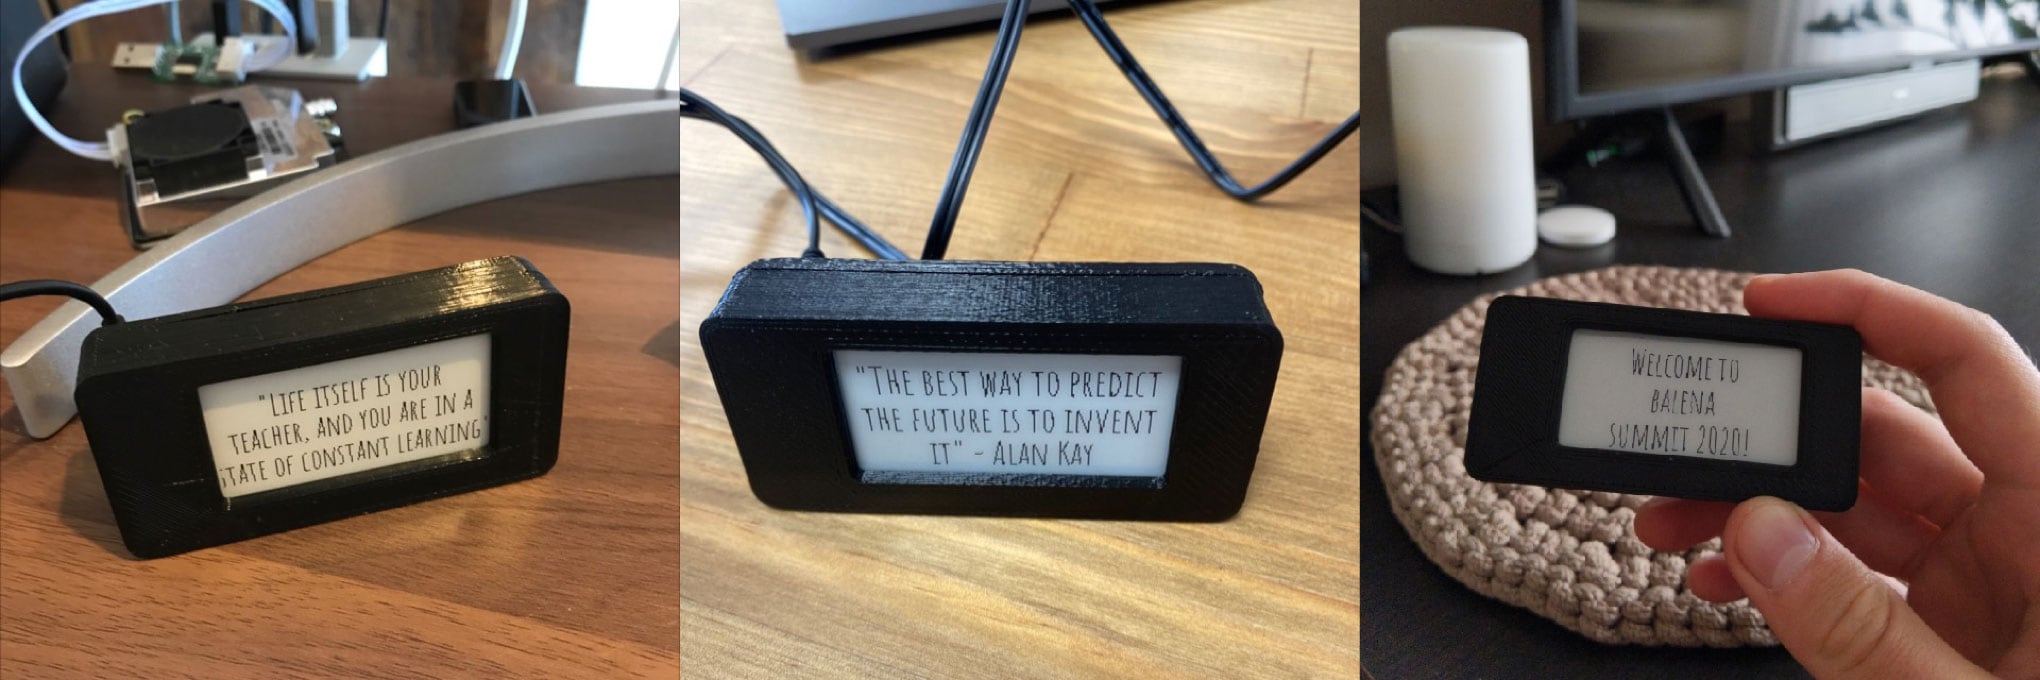 "LIFE ITSELF IS YOUR
TEACHER, AND YOU ARE IN A
STATE OF CONSTANT LEARNING"
"THE BEST WAY TO PREDICT
THE FUTURE IS TO INVENT
IT" - ALAN KAY
WELCOME TO
BALENA
SUMMIT 2020!